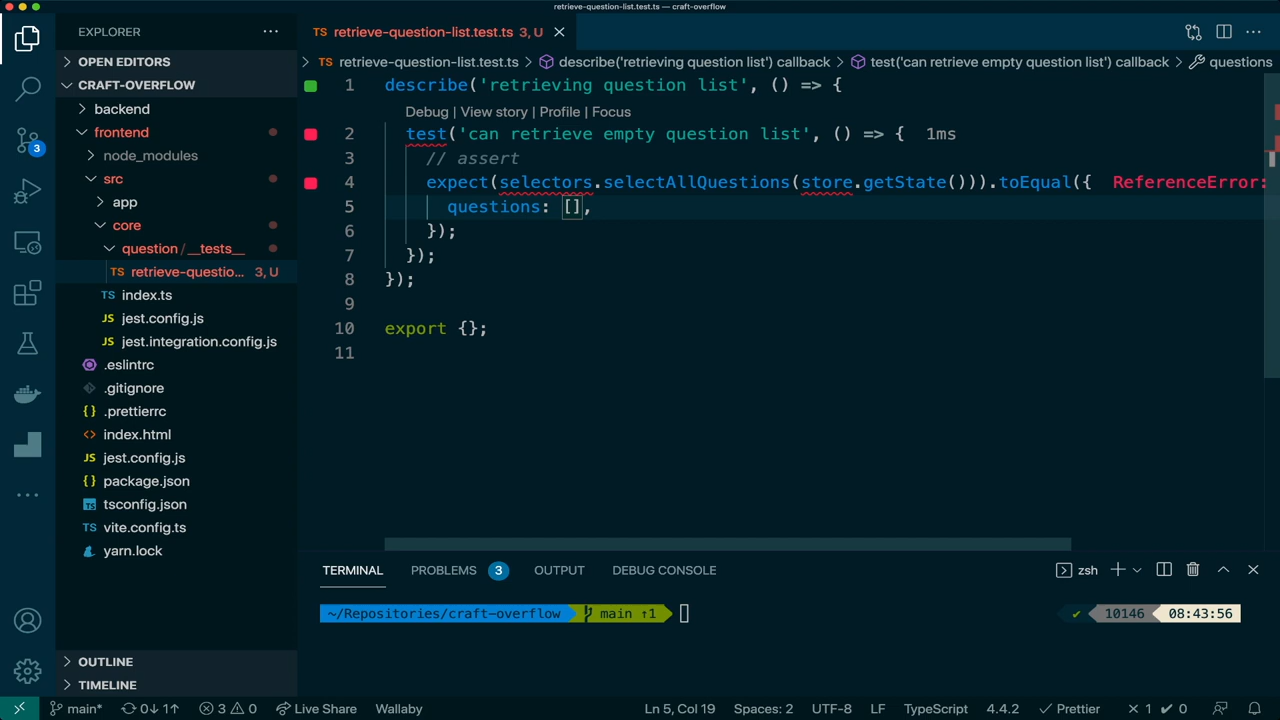 retrieve-question-list.test.ts — craft-overflow
EXPLORER
OPEN EDITORS
CRAFT-OVERFLOW
backend
frontend
node_modules
src
app
core
question / __tests__
TS retrieve-questio... 3, U
TS index.ts
JS jest.config.js
JS jest.integration.config.js
.eslintrc
.gitignore
{} .prettierrc
<> index.html
{} jest.config.js
{} package.json
TS tsconfig.json
TS vite.config.ts
yarn.lock
OUTLINE
TIMELINE
3
TS retrieve-question-list.test.ts 3, U
retrieve-question-list.test.ts > describe('retrieving question list') callback > test('can retrieve empty question list') callback > questions
1 describe('retrieving question list', () => {
Debug | View story | Profile | Focus
2 test('can retrieve empty question list', () => { 1ms
3 // assert
4 expect(selectors.selectAllQuestions(store.getState())).toEqual({ ReferenceError:
5 questions: [],
6 });
7 });
8 });
9
10 export {};
11
TERMINAL PROBLEMS 3 OUTPUT DEBUG CONSOLE zsh
~/Repositories/craft-overflow main ↑1 ✔ 10146 08:43:56
main* 0↓ 1↑ 3 0 Live Share Wallaby Ln 5, Col 19 Spaces: 2 UTF-8 LF TypeScript 4.4.2 ✓ Prettier × 1 ✔ 0